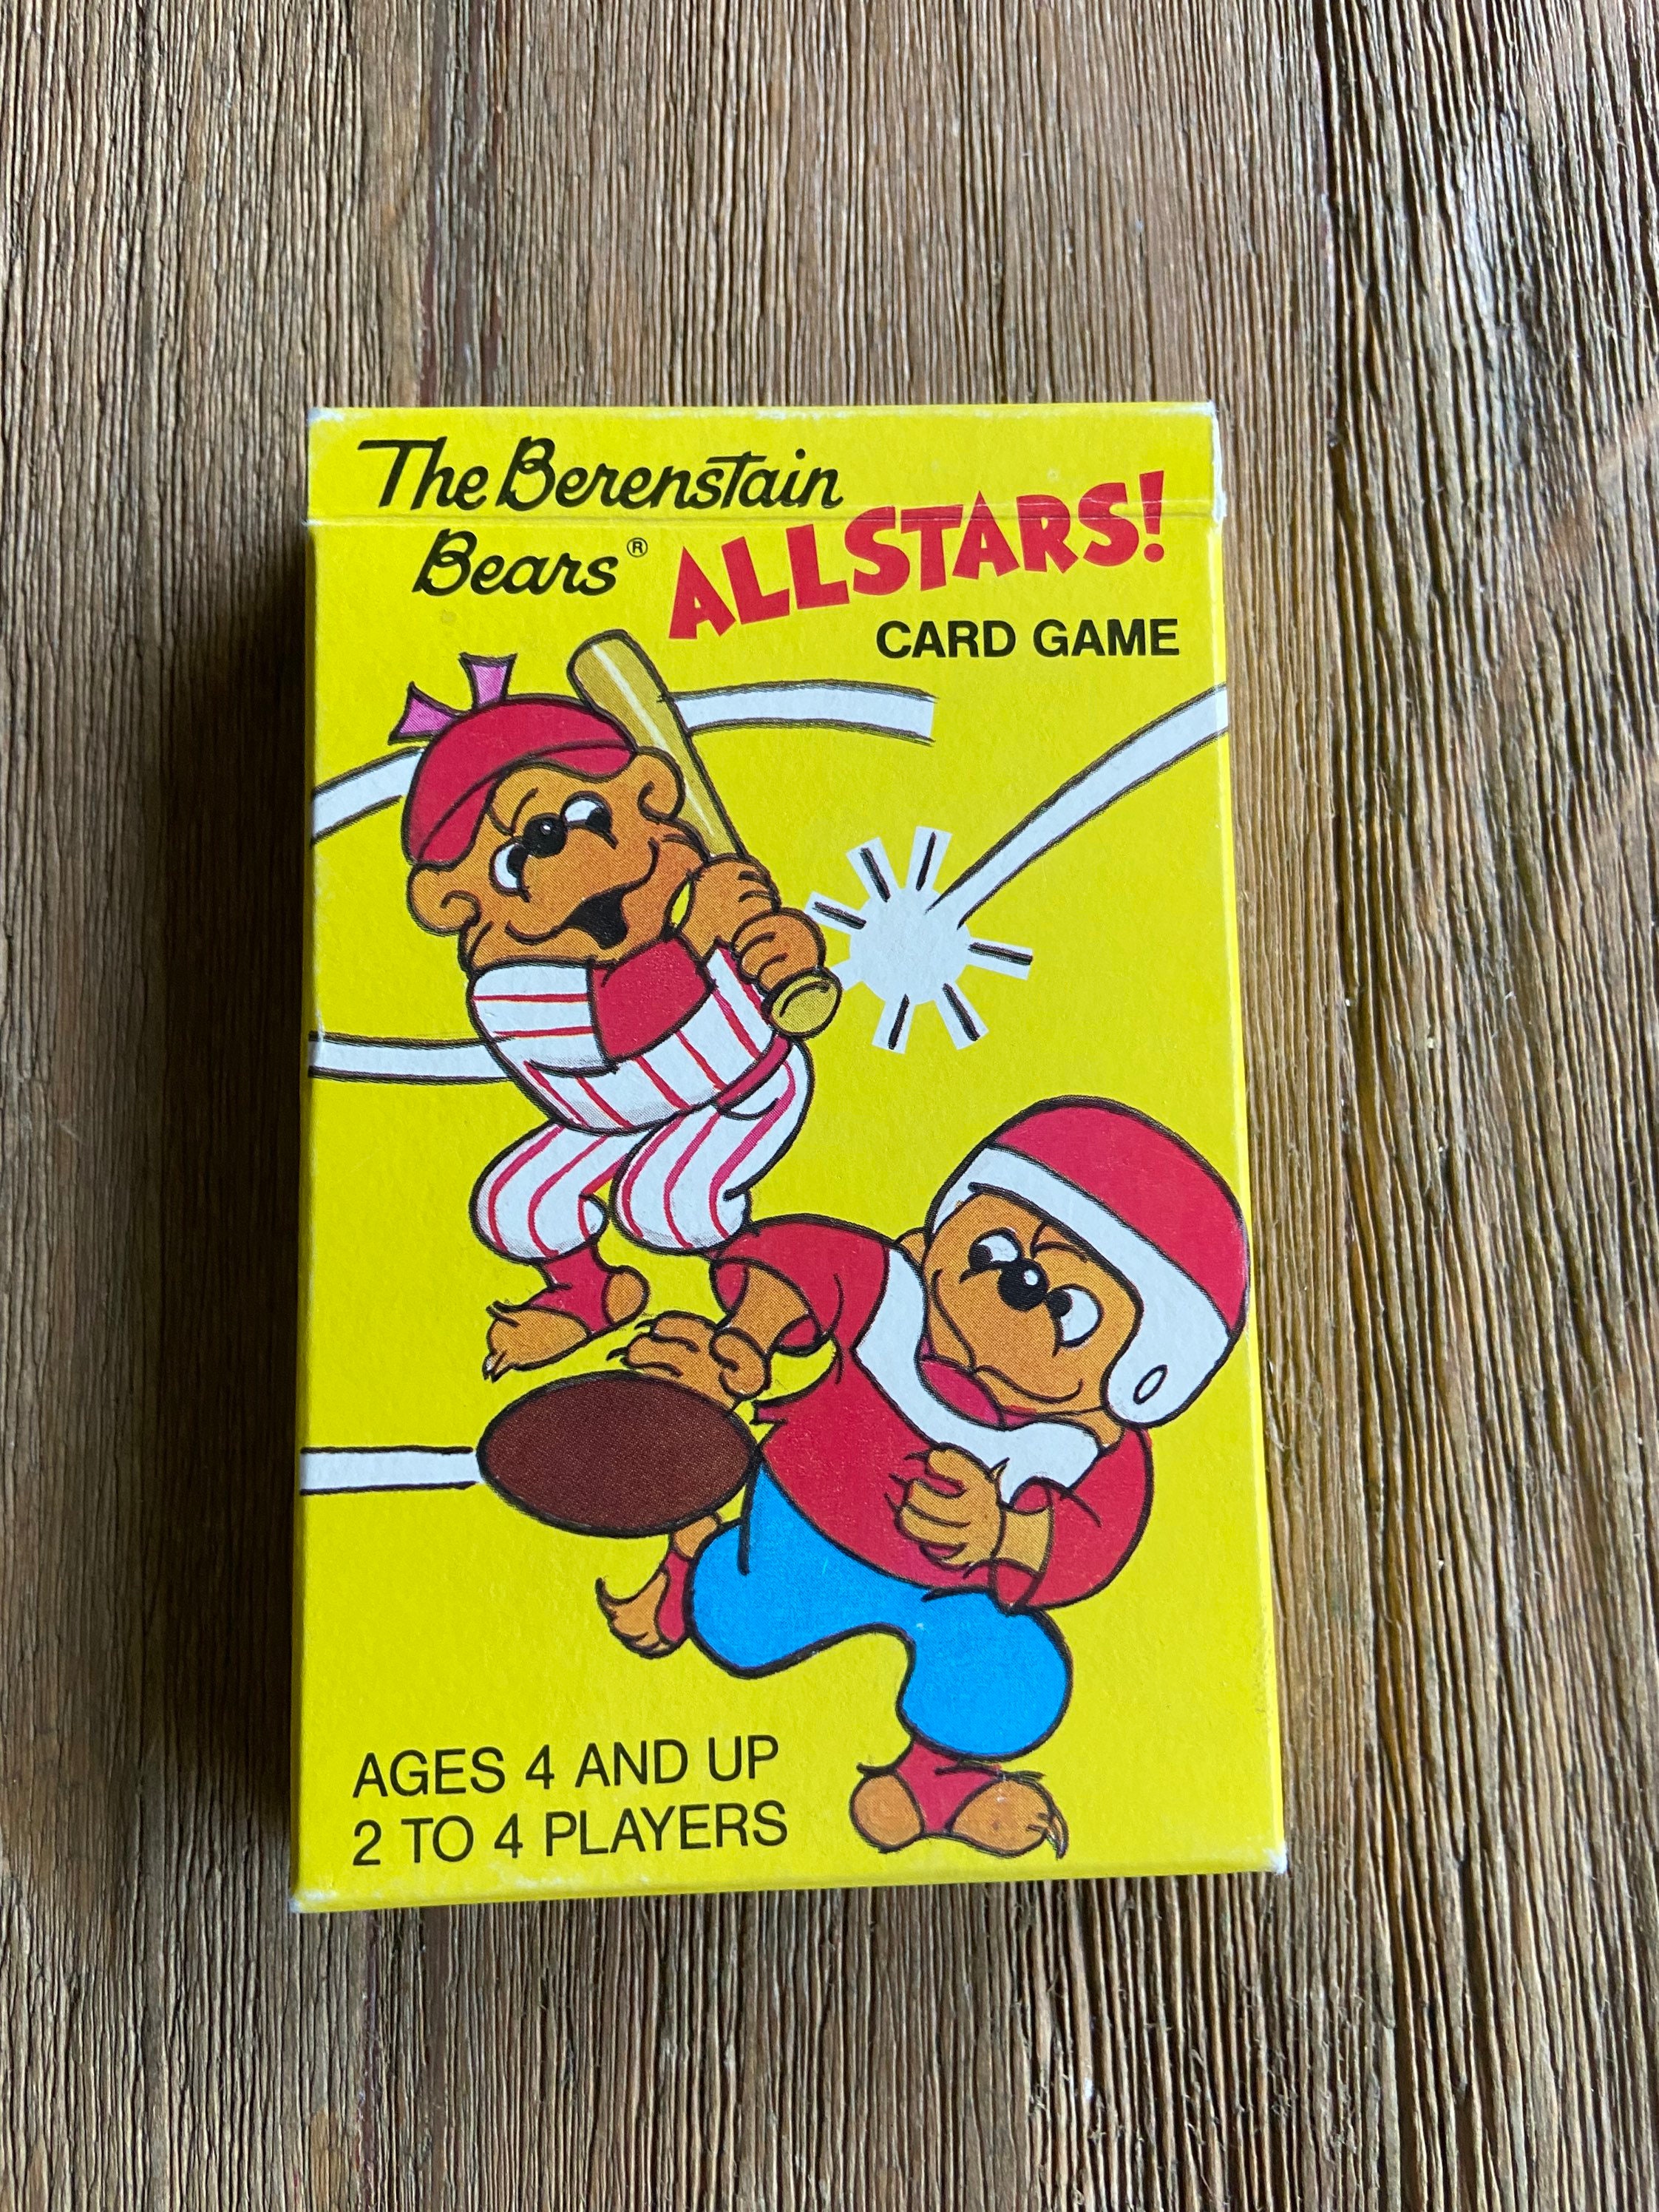 The Berenstain
Bears® ALLSTARS!
CARD GAME
AGES 4 AND UP
2 TO 4 PLAYERS